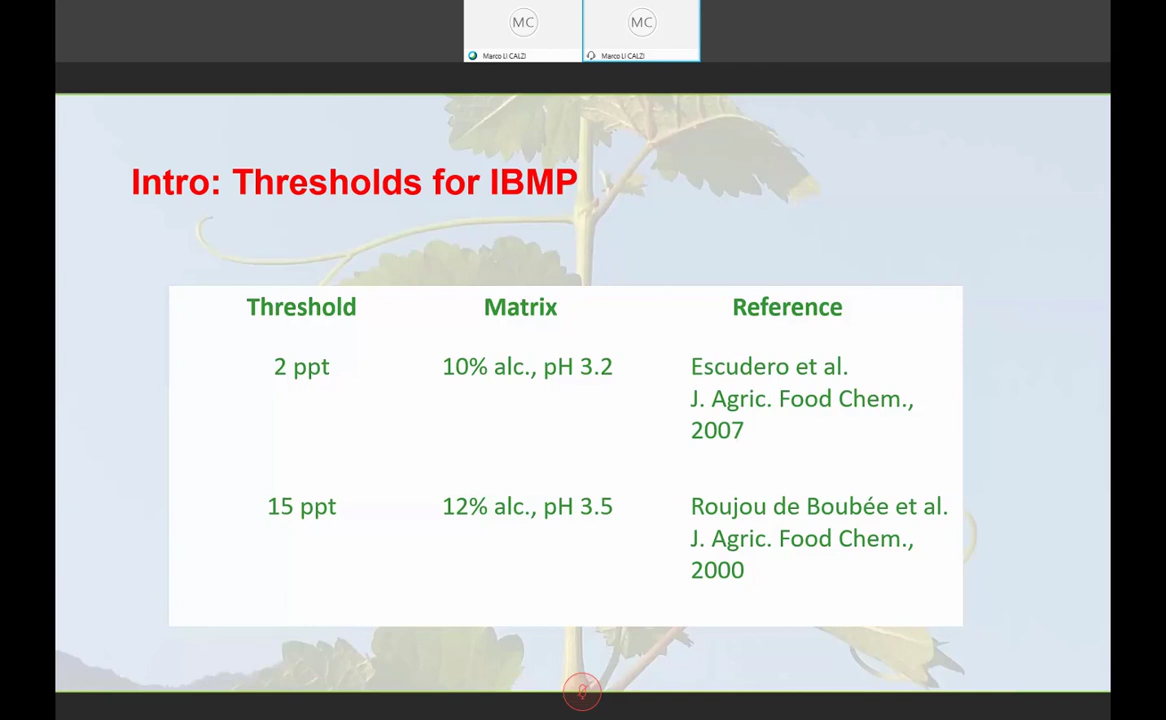 MC
MC
Marco LI CALZI
Marco LI CALZI
Intro: Thresholds for IBMP
Threshold Matrix Reference
2 ppt 10% alc., pH 3.2 Escudero et al.
J. Agric. Food Chem.,
2007
15 ppt 12% alc., pH 3.5 Roujou de Boubée et al.
J. Agric. Food Chem.,
2000